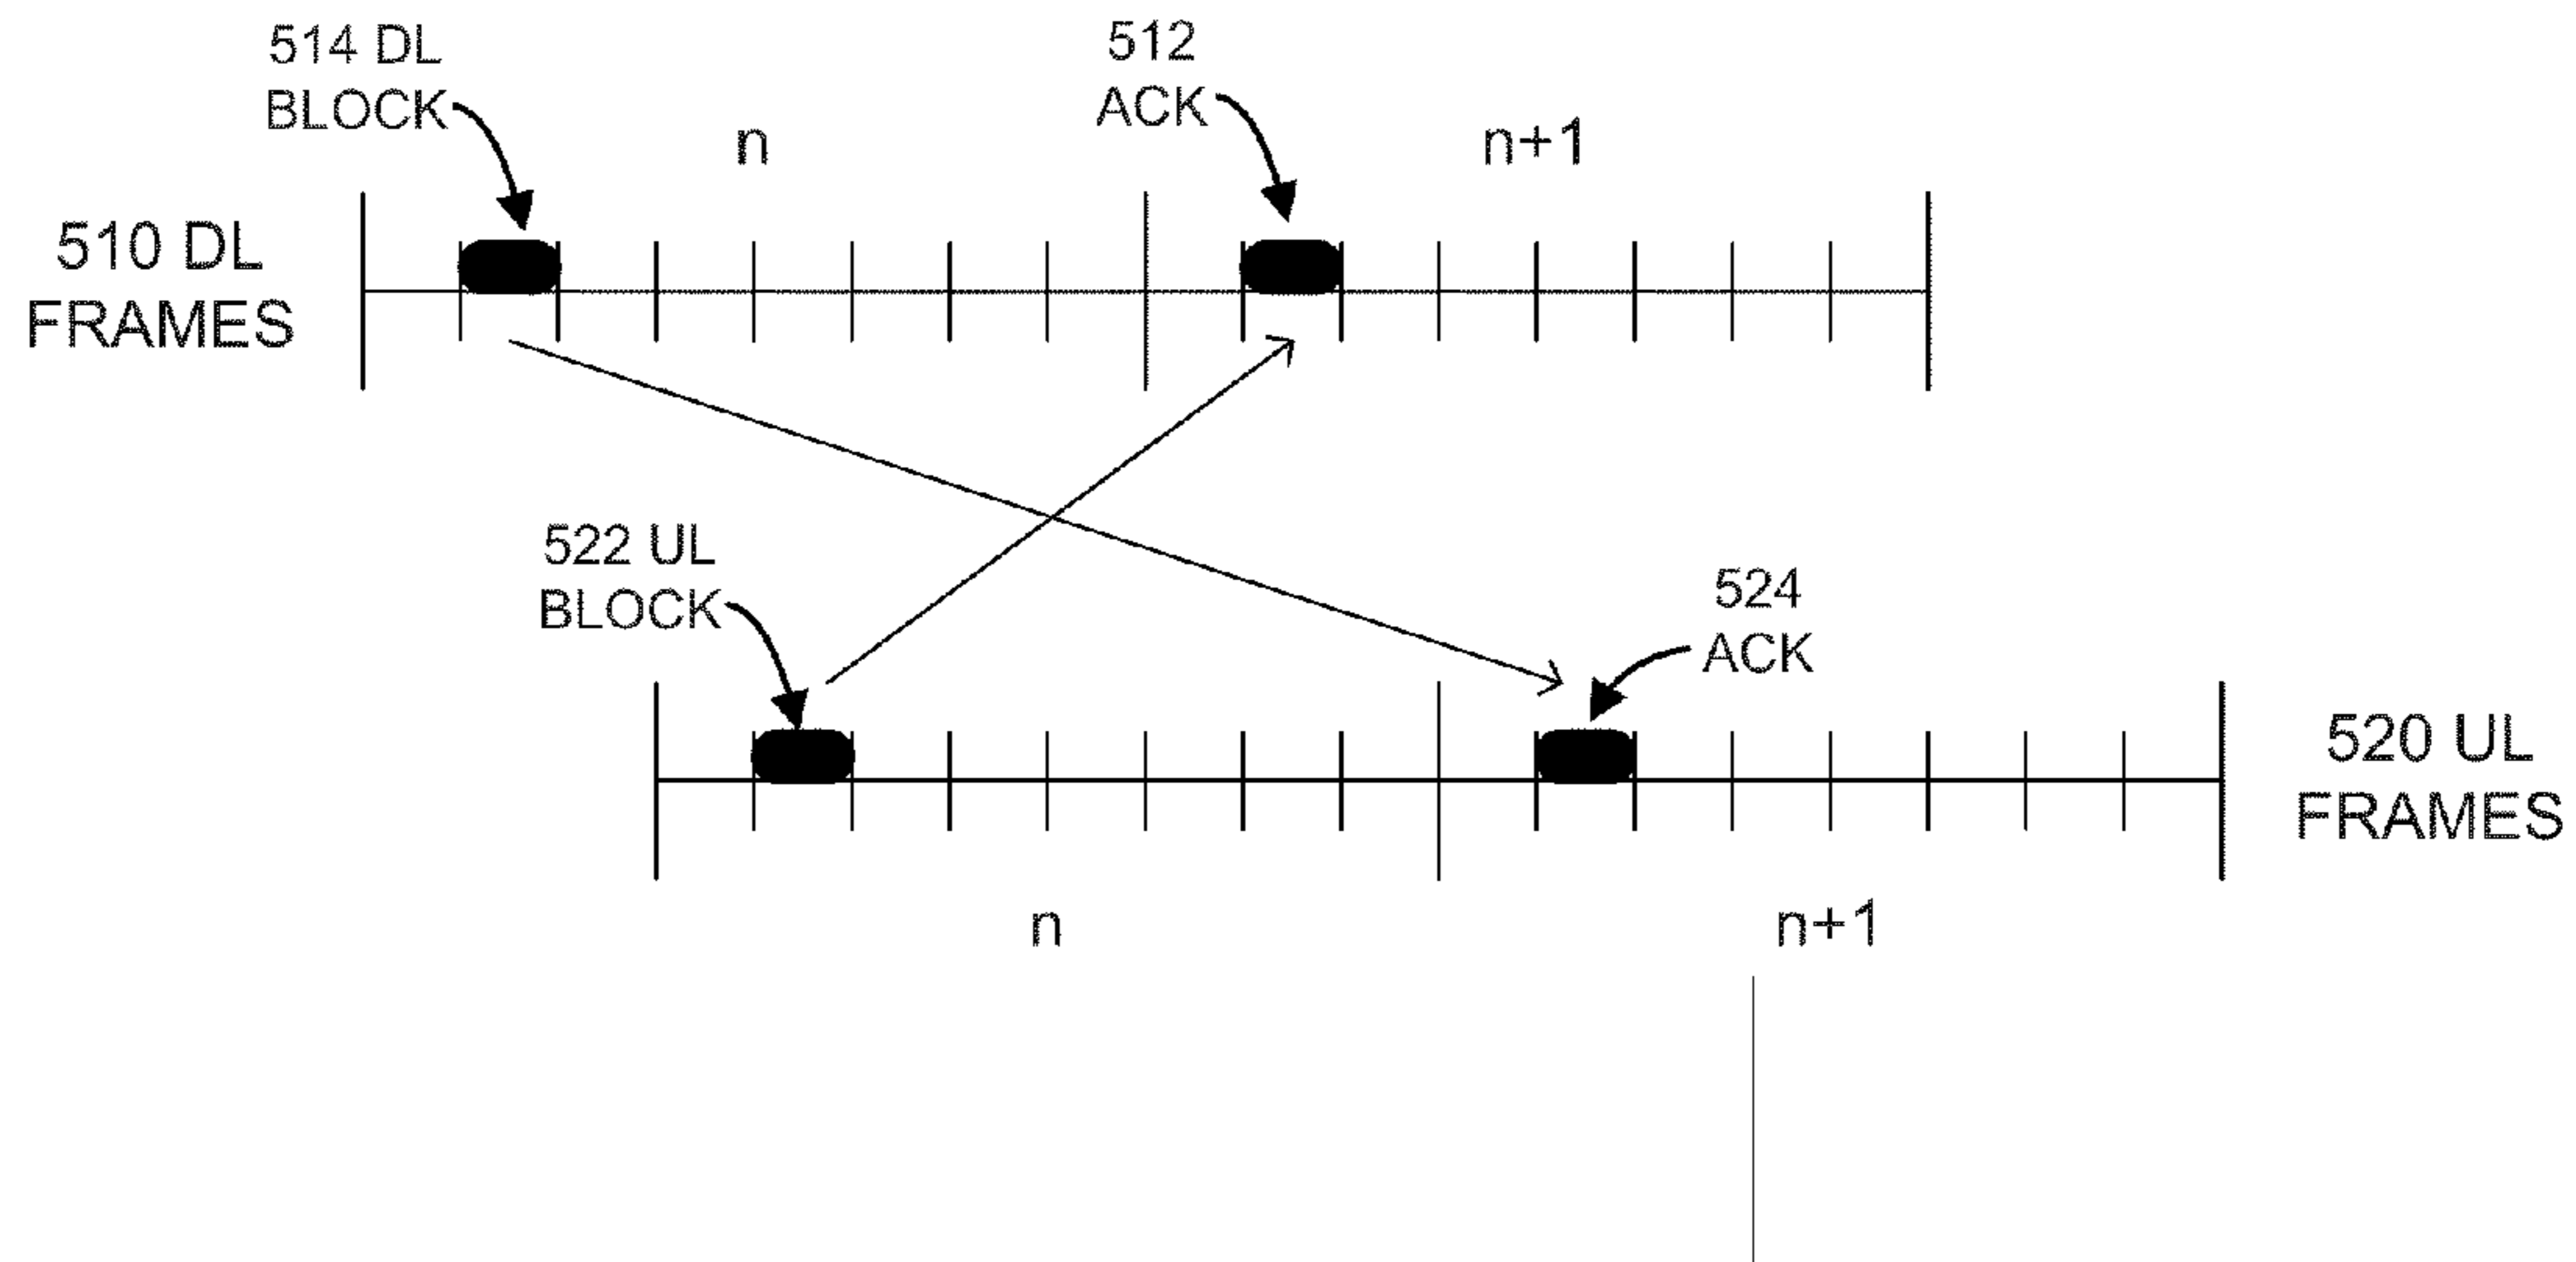 514 DL
BLOCK
512
ACK
n
n+1
510 DL
FRAMES
522 UL
BLOCK
524
ACK
520 UL
FRAMES
n
n+1